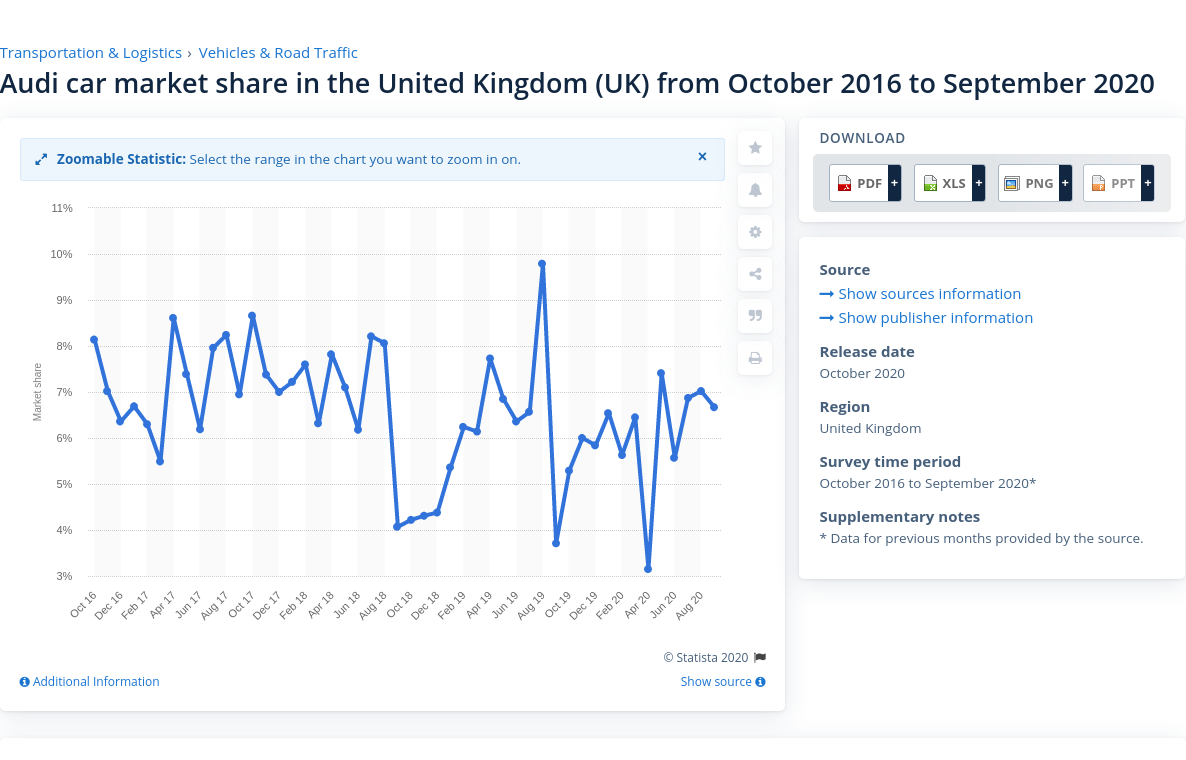 Transportation & Logistics › Vehicles & Road Traffic
Audi car market share in the United Kingdom (UK) from October 2016 to September 2020
Zoomable Statistic: Select the range in the chart you want to zoom in on. ×
11%
10%
9%
8%
7%
6%
5%
4%
3%
Market share
Oct 16
Dec 16
Feb 17
Apr 17
Jun 17
Aug 17
Oct 17
Dec 17
Feb 18
Apr 18
Jun 18
Aug 18
Oct 18
Dec 18
Feb 19
Apr 19
Jun 19
Aug 19
Oct 19
Dec 19
Feb 20
Apr 20
Jun 20
Aug 20
© Statista 2020
Additional Information
Show source
DOWNLOAD
PDF + XLS + PNG + PPT +
Source
Show sources information
Show publisher information
Release date
October 2020
Region
United Kingdom
Survey time period
October 2016 to September 2020*
Supplementary notes
* Data for previous months provided by the source.